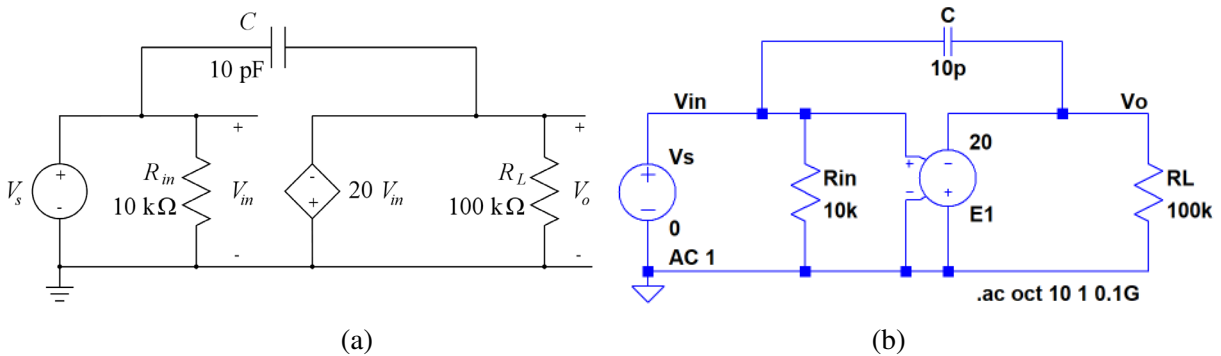 C
10 pF
+
+
V_s
+
-
R_in
10 kΩ
V_in
-
+
20 V_in
R_L
100 kΩ
V_o
-
-
(a)
C
10p
Vin
Vo
Vs
0
AC 1
Rin
10k
+
-
20
-
+
E1
RL
100k
.ac oct 10 1 0.1G
(b)